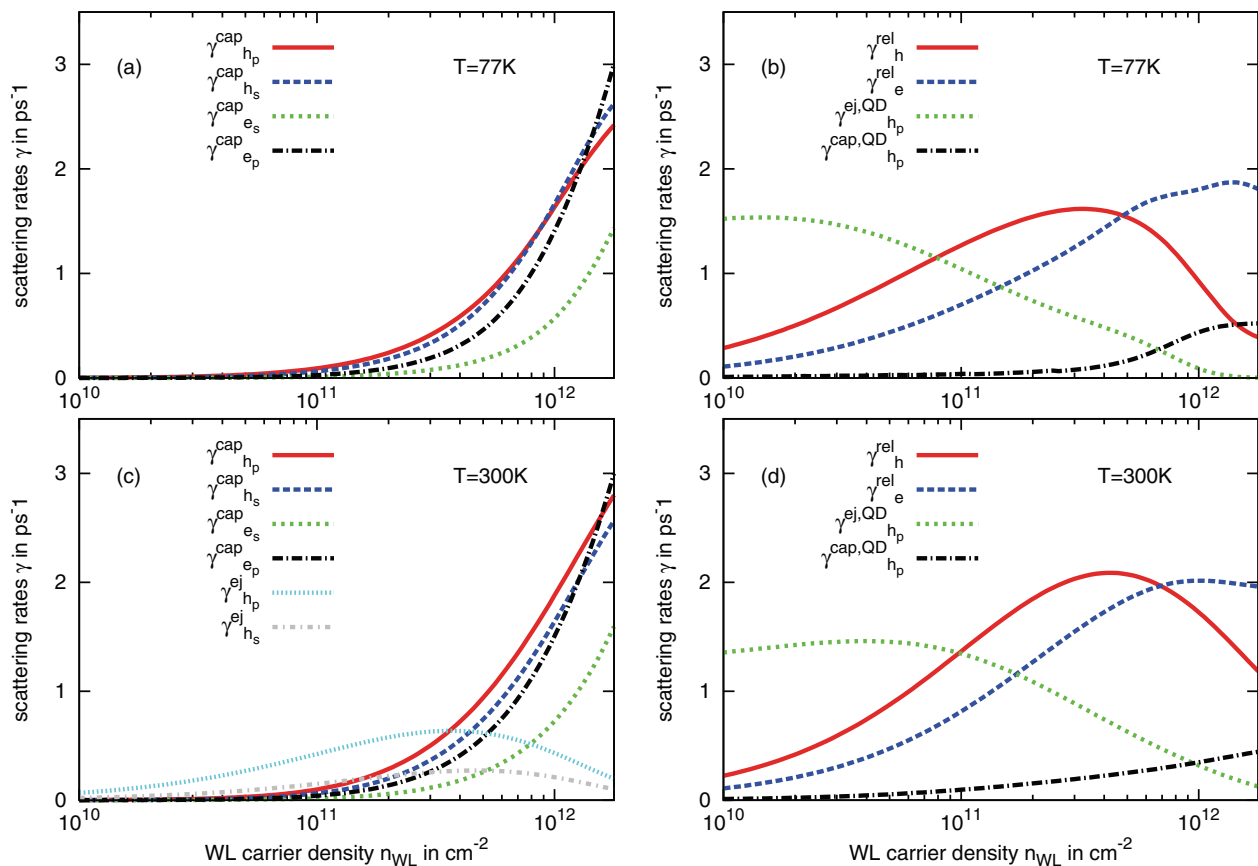 scattering rates γ in ps-1
3
2
1
0
(a)
T=77K
γ^cap_h_p
γ^cap_h_s
γ^cap_e_s
γ^cap_e_p
10^10
10^11
10^12
scattering rates γ in ps-1
3
2
1
0
(b)
T=77K
γ^rel_h
γ^rel_e
γ^ej,QD_h_p
γ^cap,QD_h_p
10^10
10^11
10^12
scattering rates γ in ps-1
3
2
1
0
(c)
T=300K
γ^cap_h_p
γ^cap_h_s
γ^cap_e_s
γ^cap_e_p
γ^ej_h_p
γ^ej_h_s
10^10
10^11
10^12
WL carrier density n_WL in cm^-2
scattering rates γ in ps-1
3
2
1
0
(d)
T=300K
γ^rel_h
γ^rel_e
γ^ej,QD_h_p
γ^cap,QD_h_p
10^10
10^11
10^12
WL carrier density n_WL in cm^-2